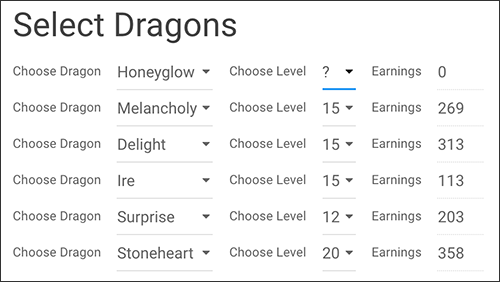 Select Dragons
Choose Dragon Honeyglow Choose Level ? Earnings 0
Choose Dragon Melancholy Choose Level 15 Earnings 269
Choose Dragon Delight Choose Level 15 Earnings 313
Choose Dragon Ire Choose Level 15 Earnings 113
Choose Dragon Surprise Choose Level 12 Earnings 203
Choose Dragon Stoneheart Choose Level 20 Earnings 358